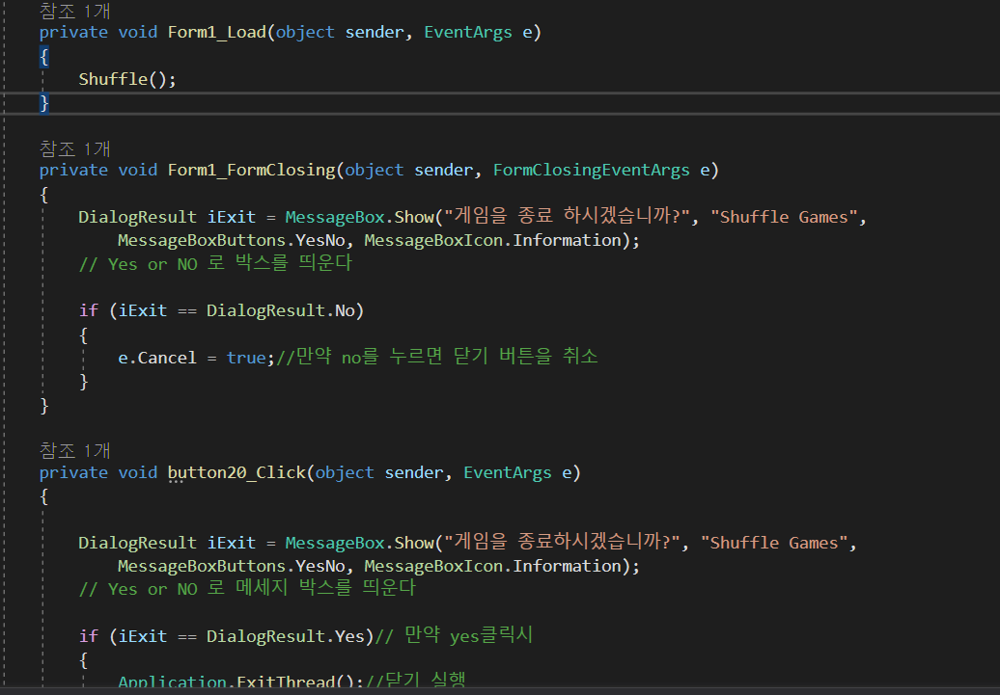 참조 1개
private void Form1_Load(object sender, EventArgs e)
{
Shuffle();
}
참조 1개
private void Form1_FormClosing(object sender, FormClosingEventArgs e)
{
DialogResult iExit = MessageBox.Show("게임을 종료 하시겠습니까?", "Shuffle Games",
MessageBoxButtons.YesNo, MessageBoxIcon.Information);
// Yes or NO 로 박스를 띄운다
if (iExit == DialogResult.No)
{
e.Cancel = true;//만약 no를 누르면 닫기 버튼을 취소
}
}
참조 1개
private void button20_Click(object sender, EventArgs e)
{
DialogResult iExit = MessageBox.Show("게임을 종료하시겠습니까?", "Shuffle Games",
MessageBoxButtons.YesNo, MessageBoxIcon.Information);
// Yes or NO 로 메세지 박스를 띄운다
if (iExit == DialogResult.Yes)// 만약 yes클릭시
{
Application.ExitThread();//닫기 실행